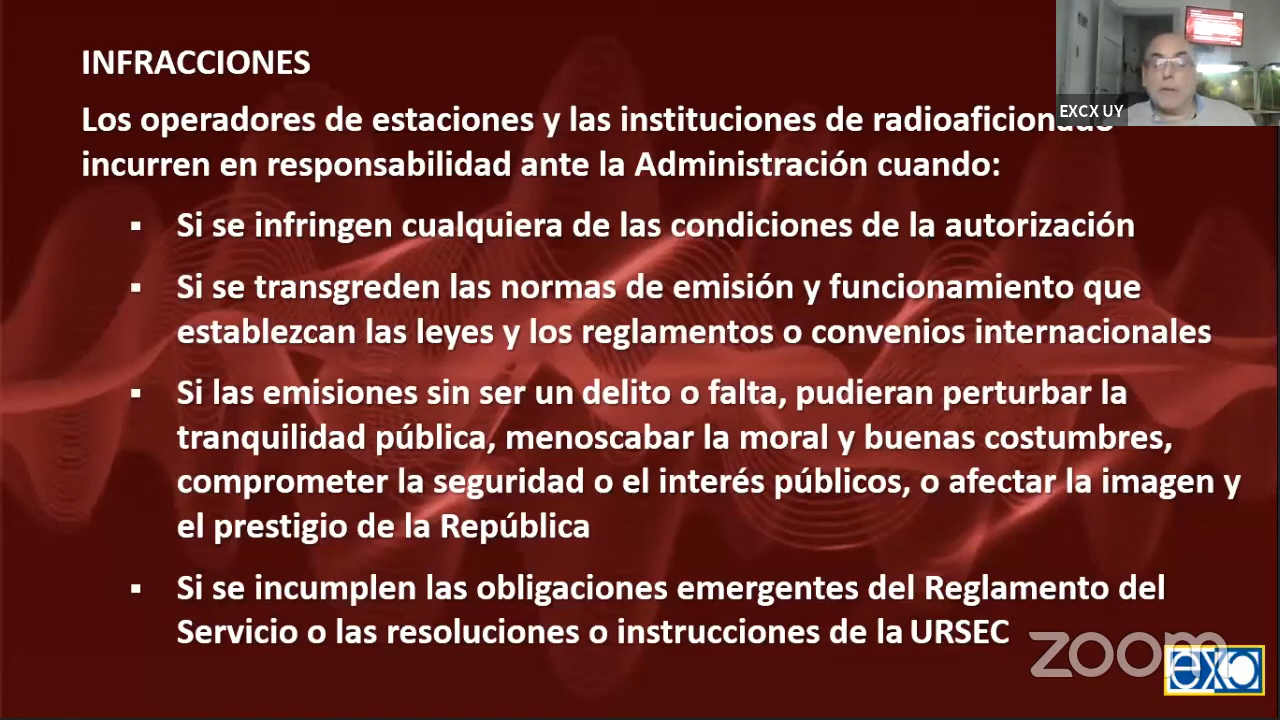 INFRACCIONES
Los operadores de estaciones y las instituciones de radioaficionado
incurren en responsabilidad ante la Administración cuando:
▪ Si se infringen cualquiera de las condiciones de la autorización
▪ Si se transgreden las normas de emisión y funcionamiento que
establezcan las leyes y los reglamentos o convenios internacionales
▪ Si las emisiones sin ser un delito o falta, pudieran perturbar la
tranquilidad pública, menoscabar la moral y buenas costumbres,
comprometer la seguridad o el interés públicos, o afectar la imagen y
el prestigio de la República
▪ Si se incumplen las obligaciones emergentes del Reglamento del
Servicio o las resoluciones o instrucciones de la URSEC
EXCX UY
zoom